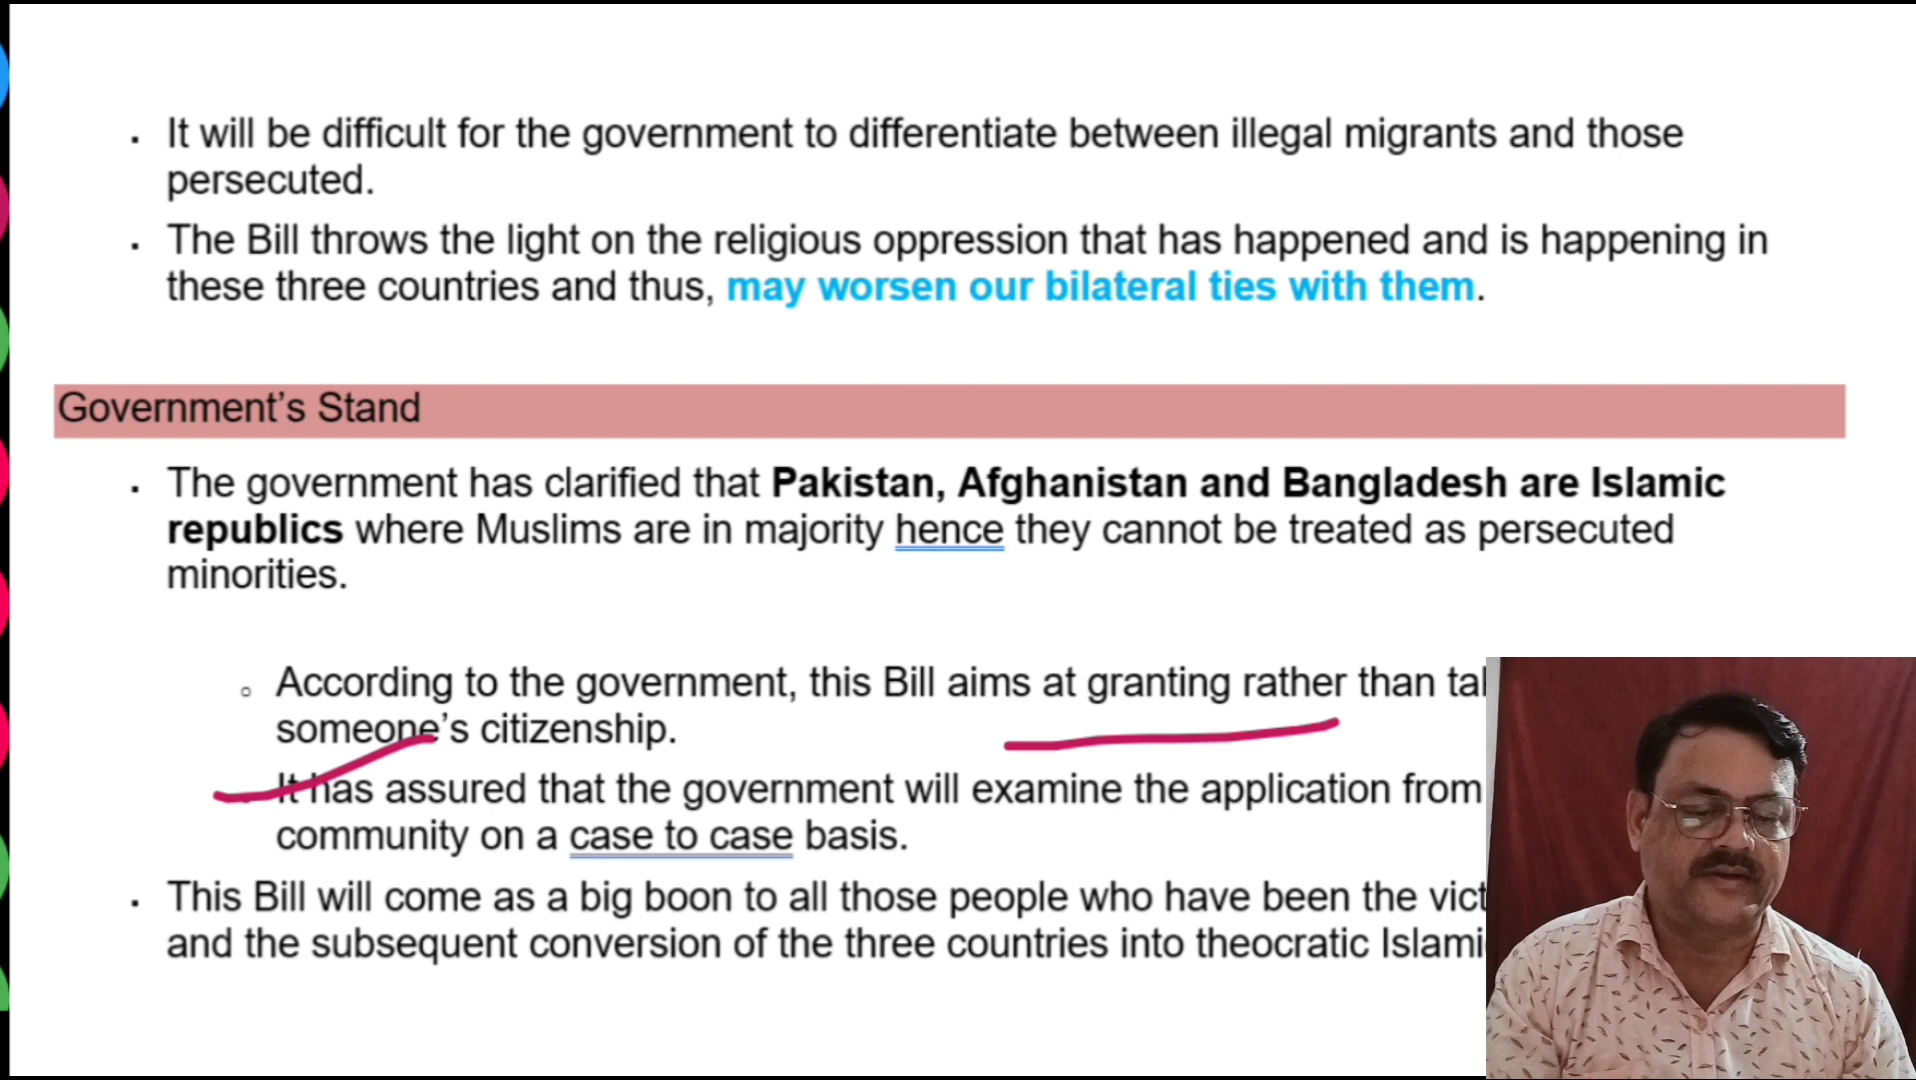 It will be difficult for the government to differentiate between illegal migrants and those
persecuted.
The Bill throws the light on the religious oppression that has happened and is happening in
these three countries and thus, may worsen our bilateral ties with them.
Government’s Stand
The government has clarified that Pakistan, Afghanistan and Bangladesh are Islamic
republics where Muslims are in majority hence they cannot be treated as persecuted
minorities.
According to the government, this Bill aims at granting rather than
someone’s citizenship.
It has assured that the government will examine the application from
community on a case to case basis.
This Bill will come as a big boon to all those people who have been the
and the subsequent conversion of the three countries into theocratic